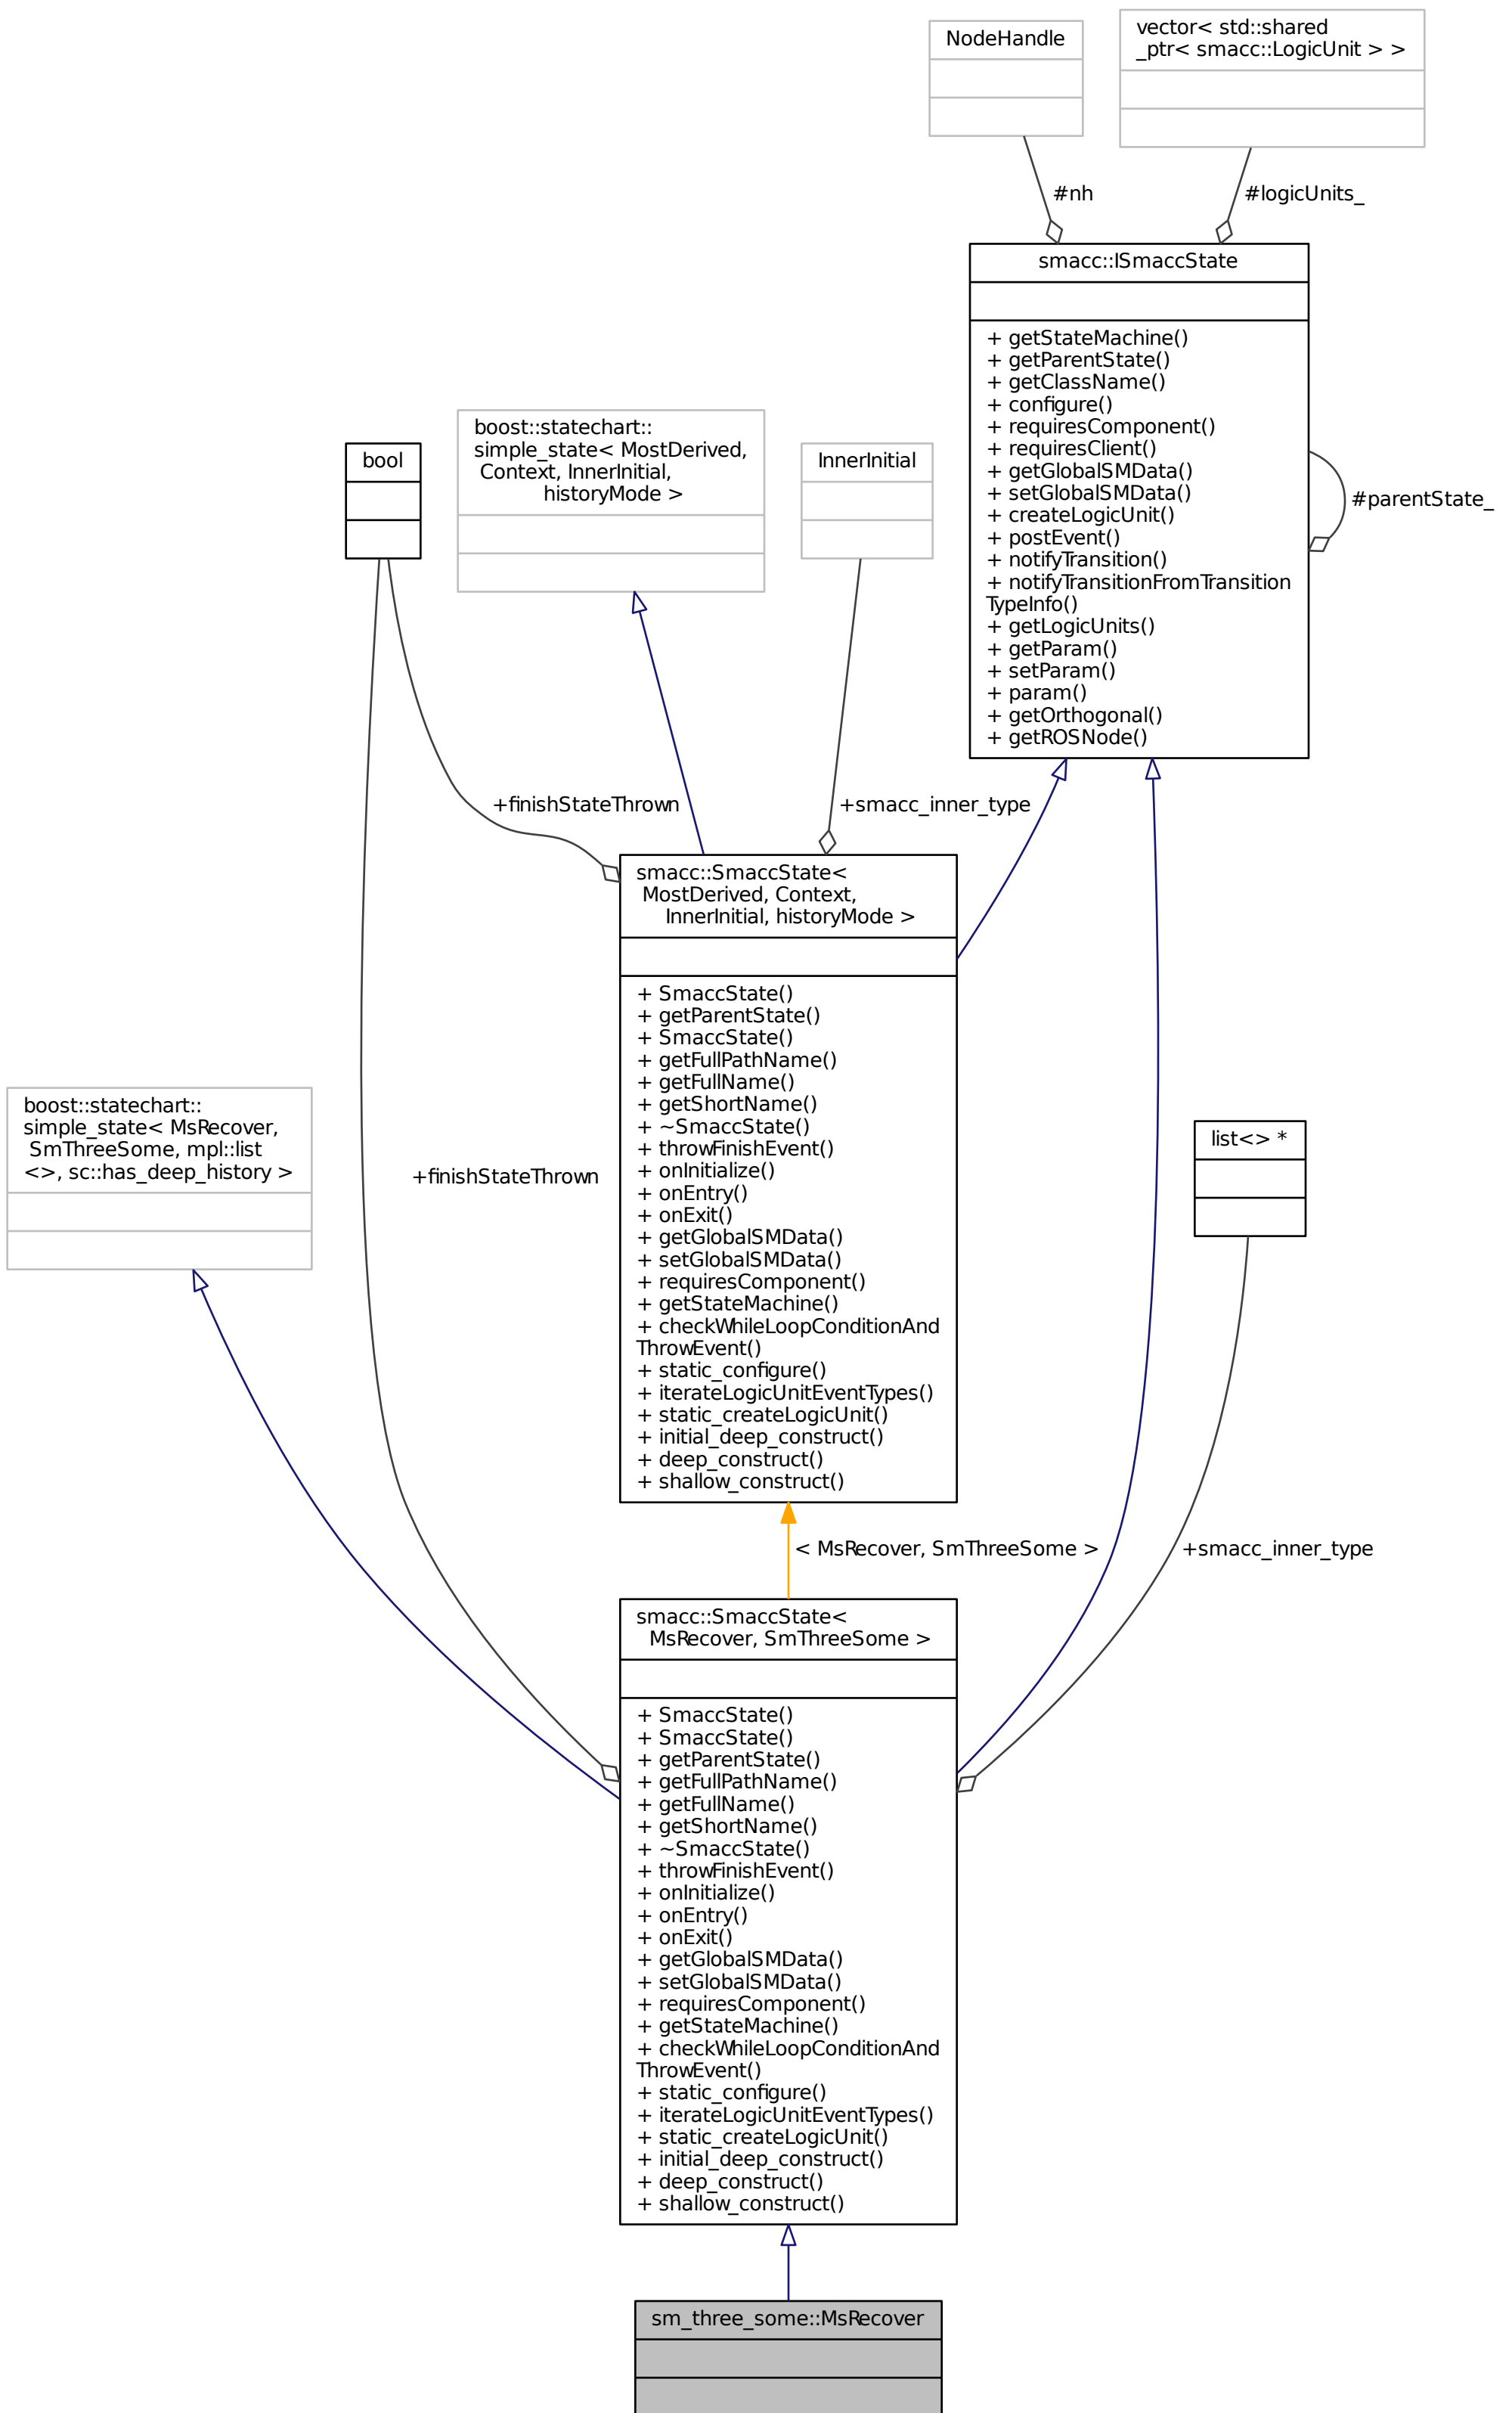 NodeHandle
vector< std::shared
_ptr< smacc::LogicUnit > >
#nh
#logicUnits_
smacc::ISmaccState
+ getStateMachine()
+ getParentState()
+ getClassName()
+ configure()
+ requiresComponent()
+ requiresClient()
+ getGlobalSMData()
+ setGlobalSMData()
+ createLogicUnit()
+ postEvent()
+ notifyTransition()
+ notifyTransitionFromTransition
TypeInfo()
+ getLogicUnits()
+ getParam()
+ setParam()
+ param()
+ getOrthogonal()
+ getROSNode()
#parentState_
bool
boost::statechart::
simple_state< MostDerived,
Context, InnerInitial,
historyMode >
InnerInitial
+finishStateThrown
+smacc_inner_type
smacc::SmaccState<
MostDerived, Context,
InnerInitial, historyMode >
+ SmaccState()
+ getParentState()
+ SmaccState()
+ getFullPathName()
+ getFullName()
+ getShortName()
+ ~SmaccState()
+ throwFinishEvent()
+ onInitialize()
+ onEntry()
+ onExit()
+ getGlobalSMData()
+ setGlobalSMData()
+ requiresComponent()
+ getStateMachine()
+ checkWhileLoopConditionAnd
ThrowEvent()
+ static_configure()
+ iterateLogicUnitEventTypes()
+ static_createLogicUnit()
+ initial_deep_construct()
+ deep_construct()
+ shallow_construct()
boost::statechart::
simple_state< MsRecover,
SmThreeSome, mpl::list
<>, sc::has_deep_history >
+finishStateThrown
list<> *
< MsRecover, SmThreeSome >
+smacc_inner_type
smacc::SmaccState<
MsRecover, SmThreeSome >
+ SmaccState()
+ SmaccState()
+ getParentState()
+ getFullPathName()
+ getFullName()
+ getShortName()
+ ~SmaccState()
+ throwFinishEvent()
+ onInitialize()
+ onEntry()
+ onExit()
+ getGlobalSMData()
+ setGlobalSMData()
+ requiresComponent()
+ getStateMachine()
+ checkWhileLoopConditionAnd
ThrowEvent()
+ static_configure()
+ iterateLogicUnitEventTypes()
+ static_createLogicUnit()
+ initial_deep_construct()
+ deep_construct()
+ shallow_construct()
sm_three_some::MsRecover